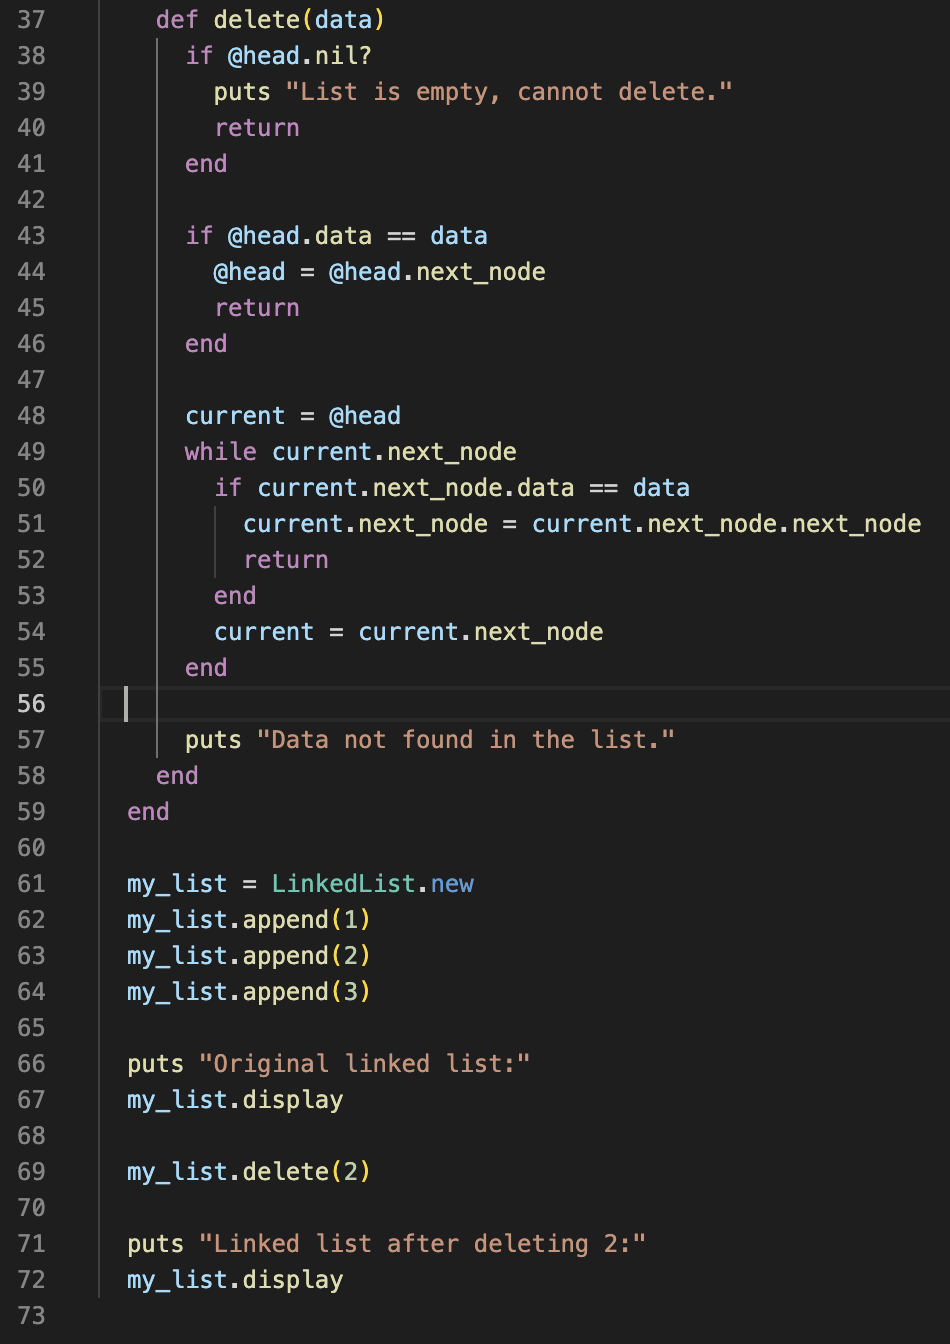 37 def delete(data)
38 if @head.nil?
39 puts "List is empty, cannot delete."
40 return
41 end
42
43 if @head.data == data
44 @head = @head.next_node
45 return
46 end
47
48 current = @head
49 while current.next_node
50 if current.next_node.data == data
51 current.next_node = current.next_node.next_node
52 return
53 end
54 current = current.next_node
55 end
56
57 puts "Data not found in the list."
58 end
59 end
60
61 my_list = LinkedList.new
62 my_list.append(1)
63 my_list.append(2)
64 my_list.append(3)
65
66 puts "Original linked list:"
67 my_list.display
68
69 my_list.delete(2)
70
71 puts "Linked list after deleting 2:"
72 my_list.display
73